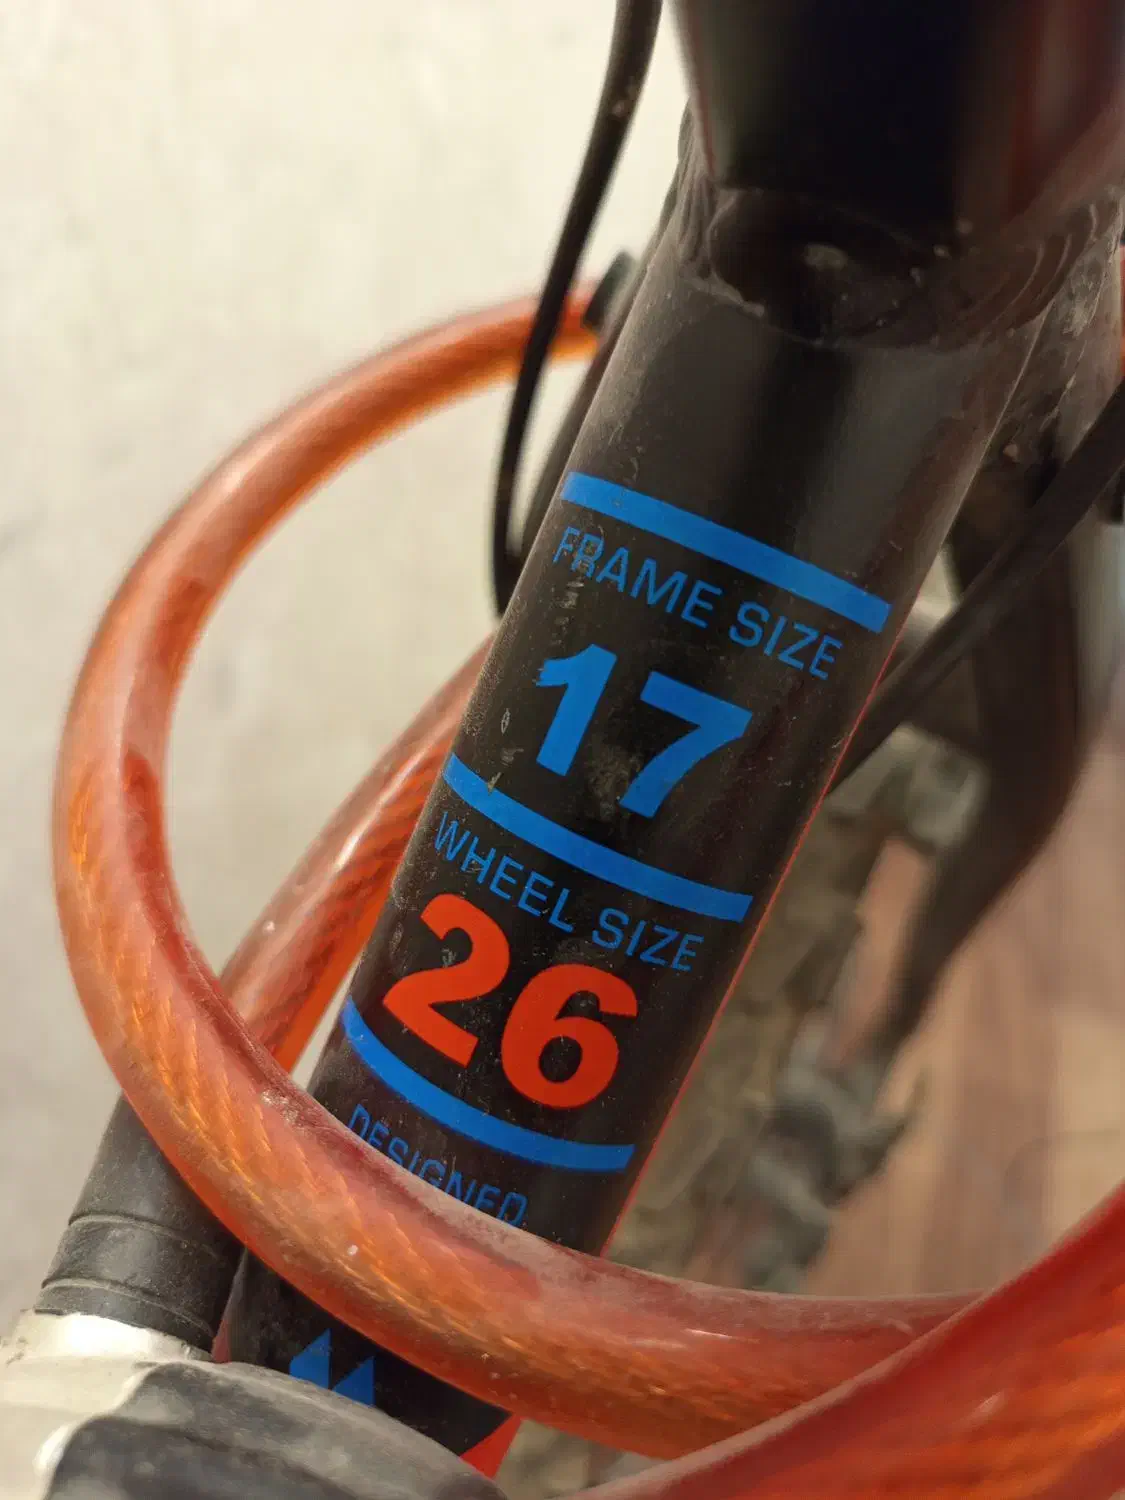 FRAME SIZE
17
WHEEL SIZE
26
DESIGNED